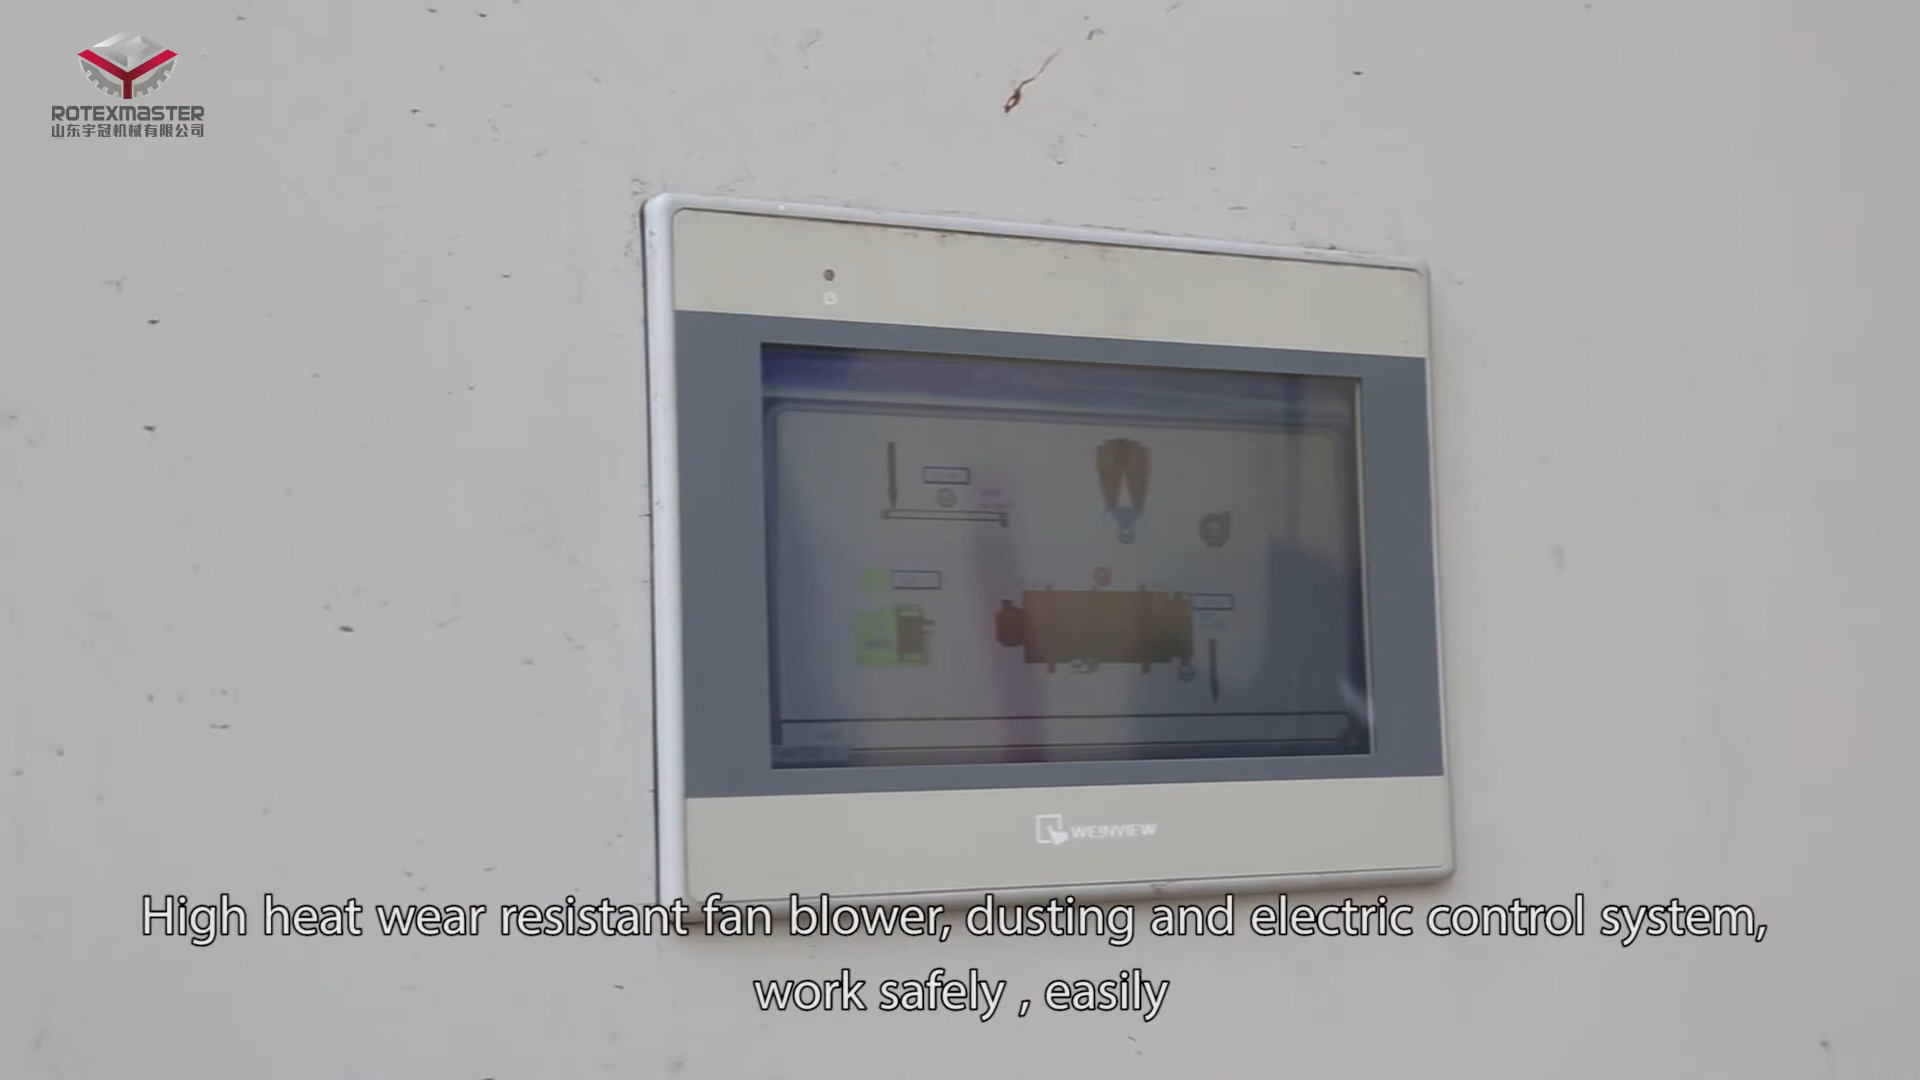 ROTEXMASTER
山东宇冠机械有限公司
WEINVIEW
High heat wear resistant fan blower, dusting and electric control system,
work safely , easily